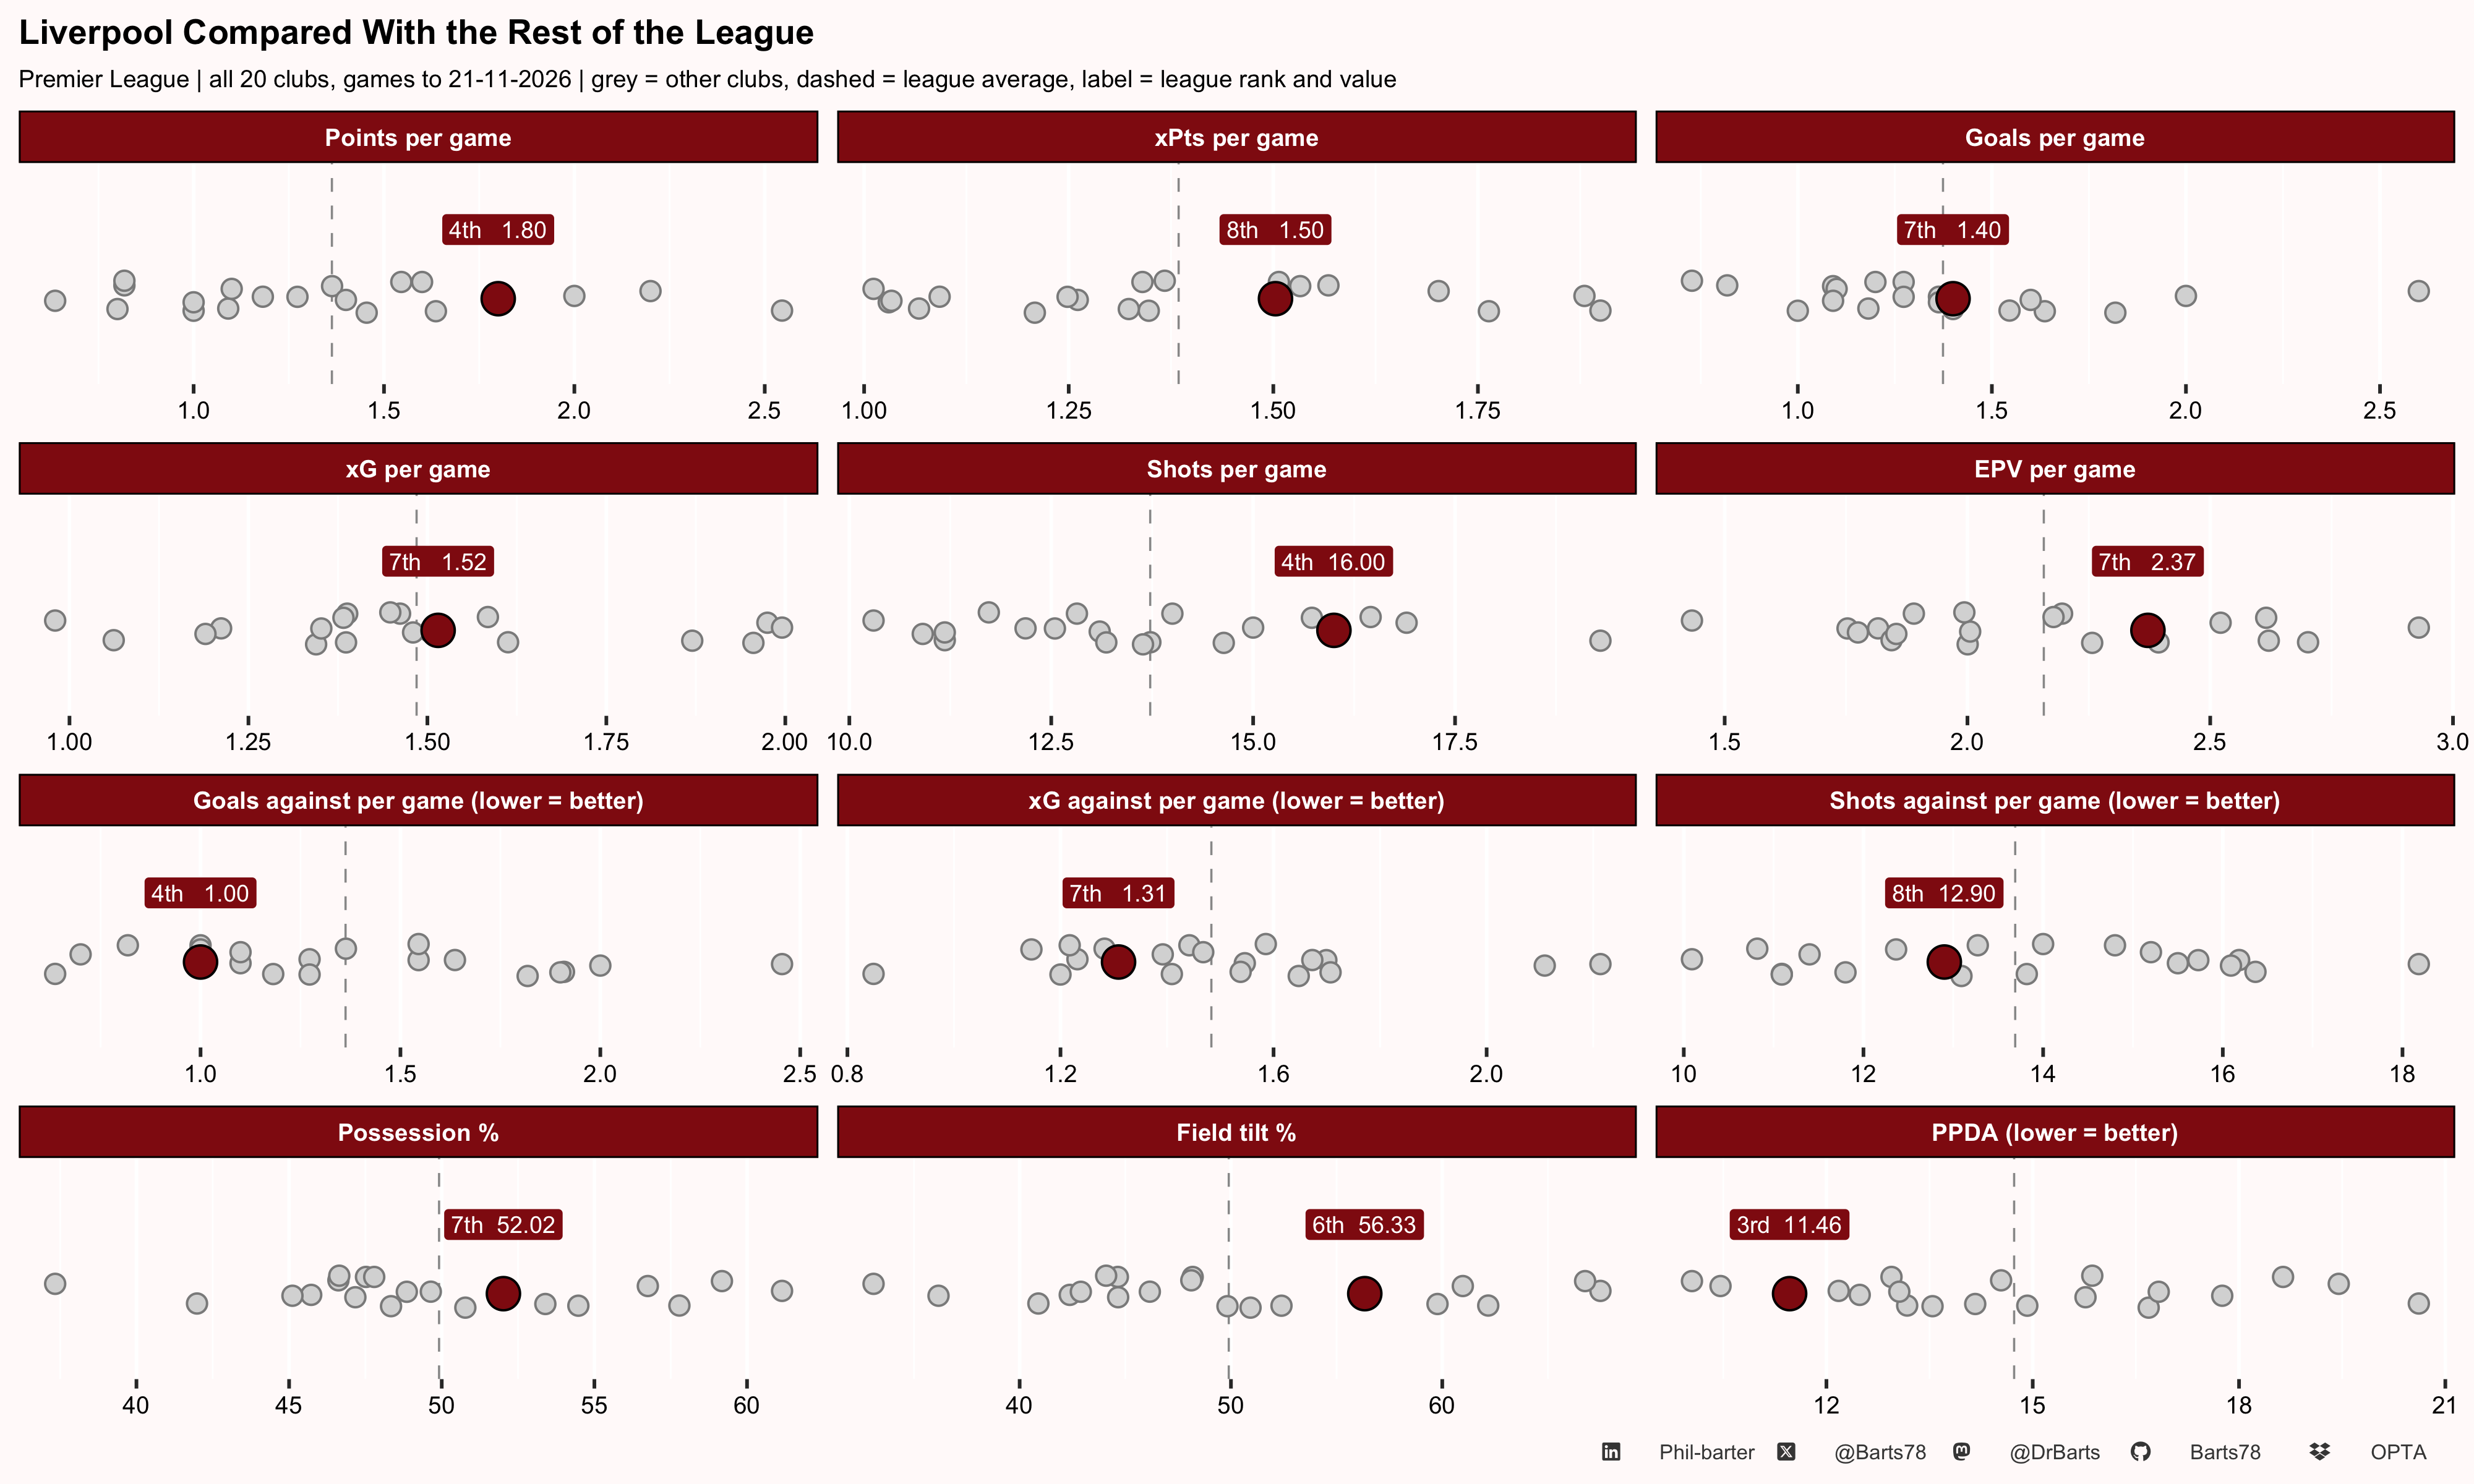 Liverpool Compared With the Rest of the League
Premier League | all 20 clubs, games to 21-11-2026 | grey = other clubs, dashed = league average, label = league rank and value
Points per game
xPts per game
Goals per game
4th 1.80
8th 1.50
7th 1.40
1.0 1.5 2.0 2.5
1.00 1.25 1.50 1.75
1.0 1.5 2.0 2.5
xG per game
Shots per game
EPV per game
7th 1.52
4th 16.00
7th 2.37
1.00 1.25 1.50 1.75 2.00
10.0 12.5 15.0 17.5
1.5 2.0 2.5 3.0
Goals against per game (lower = better)
xG against per game (lower = better)
Shots against per game (lower = better)
4th 1.00
7th 1.31
8th 12.90
1.0 1.5 2.0 2.5
0.8 1.2 1.6 2.0
10 12 14 16 18
Possession %
Field tilt %
PPDA (lower = better)
7th 52.02
6th 56.33
3rd 11.46
40 45 50 55 60
40 50 60
12 15 18 21
Phil-barter @Barts78 @DrBarts Barts78 OPTA